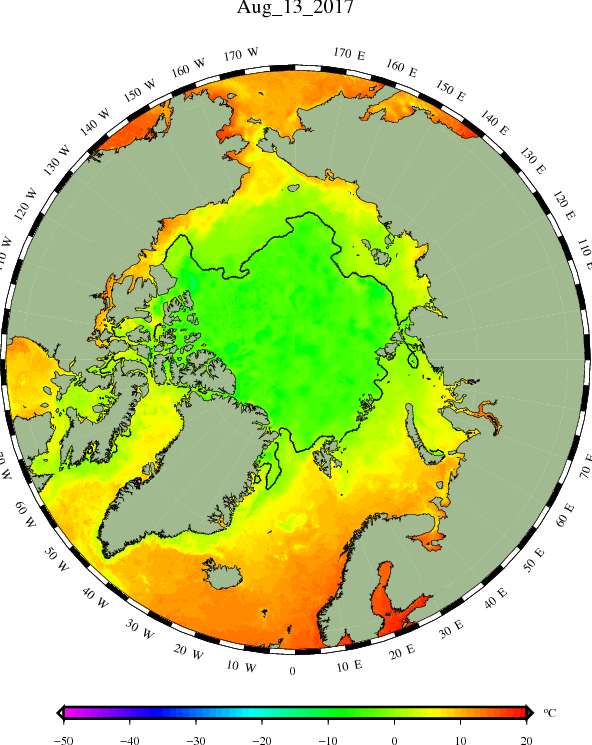 Aug_13_2017
170 W
170 E
160 W
160 E
150 W
150 E
140 W
140 E
130 W
130 E
120 W
120 E
110 E
70 E
60 W
60 E
50 W
50 E
40 W
40 E
30 W
30 E
20 W
20 E
10 W
0
10 E
°C
−50 −40 −30 −20 −10 0 10 20